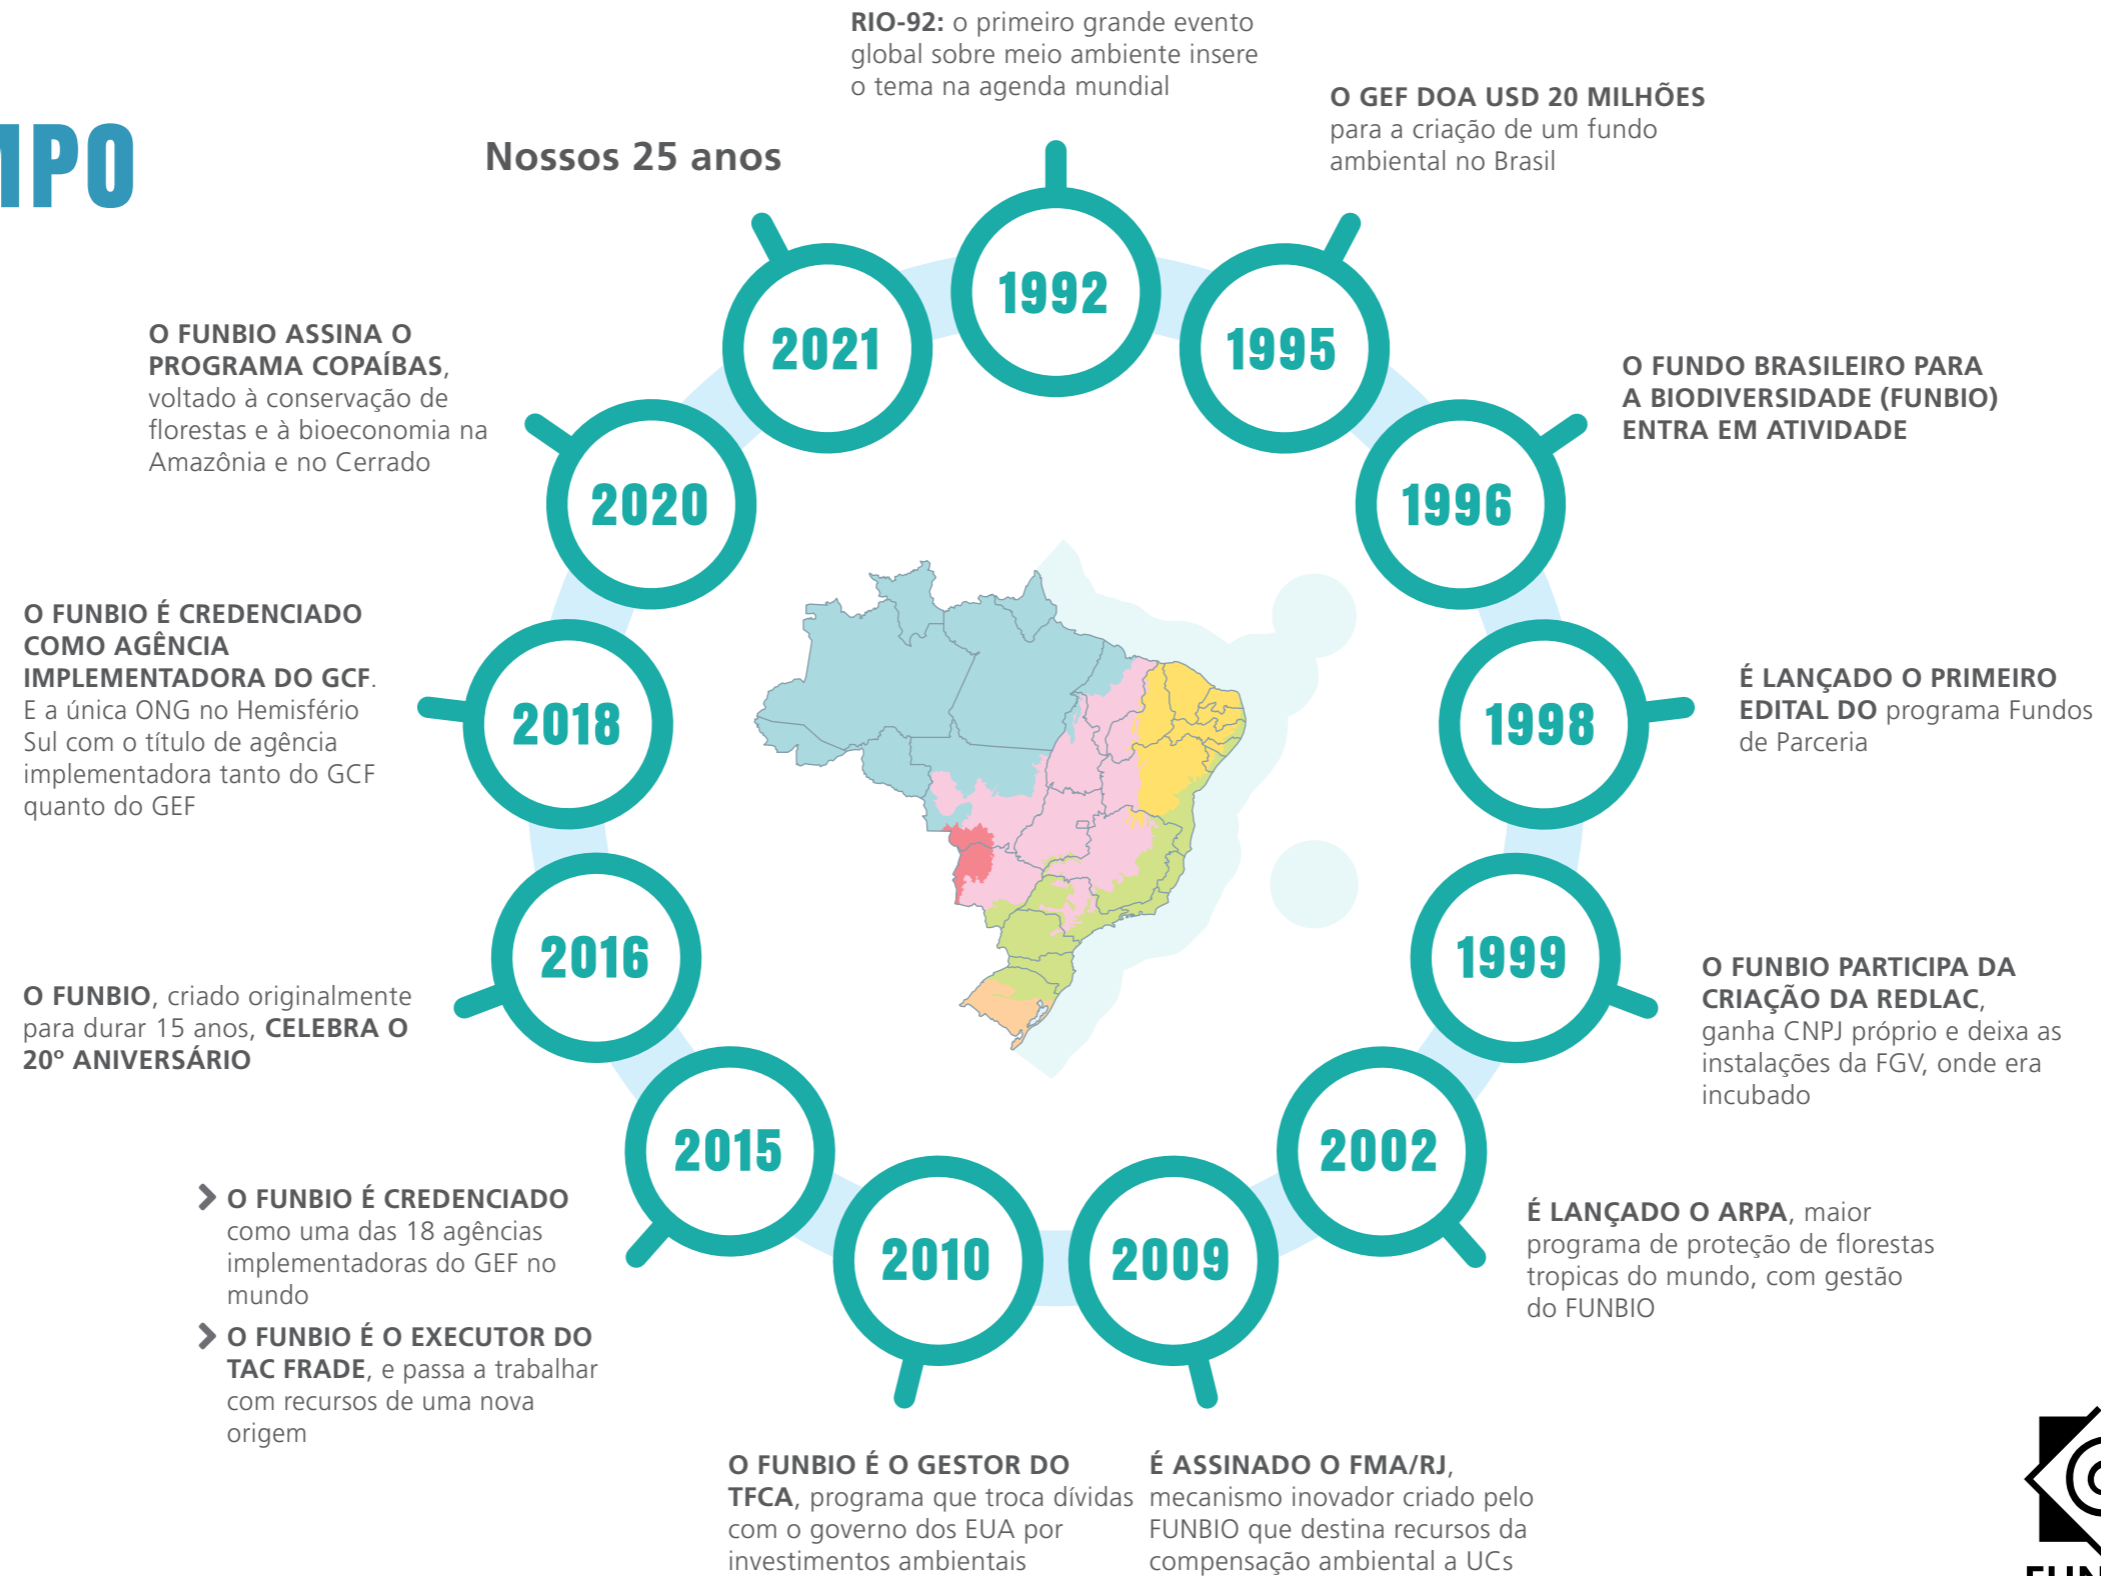 RIO-92: o primeiro grande evento
global sobre meio ambiente insere
o tema na agenda mundial
O GEF DOA USD 20 MILHÕES
para a criação de um fundo
ambiental no Brasil
Nossos 25 anos
1992
2021
1995
O FUNBIO ASSINA O
PROGRAMA COPAÍBAS,
voltado à conservação de
florestas e à bioeconomia na
Amazônia e no Cerrado
O FUNDO BRASILEIRO PARA
A BIODIVERSIDADE (FUNBIO)
ENTRA EM ATIVIDADE
2020
1996
O FUNBIO É CREDENCIADO
COMO AGÊNCIA
IMPLEMENTADORA DO GCF.
E a única ONG no Hemisfério
Sul com o título de agência
implementadora tanto do GCF
quanto do GEF
2018
1998
É LANÇADO O PRIMEIRO
EDITAL DO programa Fundos
de Parceria
2016
1999
O FUNBIO, criado originalmente
para durar 15 anos, CELEBRA O
20º ANIVERSÁRIO
O FUNBIO PARTICIPA DA
CRIAÇÃO DA REDLAC,
ganha CNPJ próprio e deixa as
instalações da FGV, onde era
incubado
2015
2002
O FUNBIO É CREDENCIADO
como uma das 18 agências
implementadoras do GEF no
mundo
O FUNBIO É O EXECUTOR DO
TAC FRADE, e passa a trabalhar
com recursos de uma nova
origem
2010
2009
É LANÇADO O ARPA, maior
programa de proteção de florestas
tropicas do mundo, com gestão
do FUNBIO
O FUNBIO É O GESTOR DO
TFCA, programa que troca dívidas
com o governo dos EUA por
investimentos ambientais
É ASSINADO O FMA/RJ,
mecanismo inovador criado pelo
FUNBIO que destina recursos da
compensação ambiental a UCs